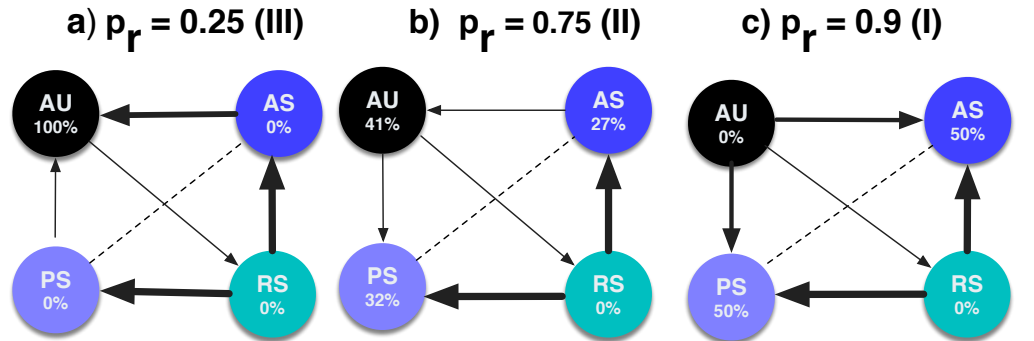 a) pr = 0.25 (III)
AU
100%
AS
0%
PS
0%
RS
0%
b) pr = 0.75 (II)
AU
41%
AS
27%
PS
32%
RS
0%
c) pr = 0.9 (I)
AU
0%
AS
50%
PS
50%
RS
0%